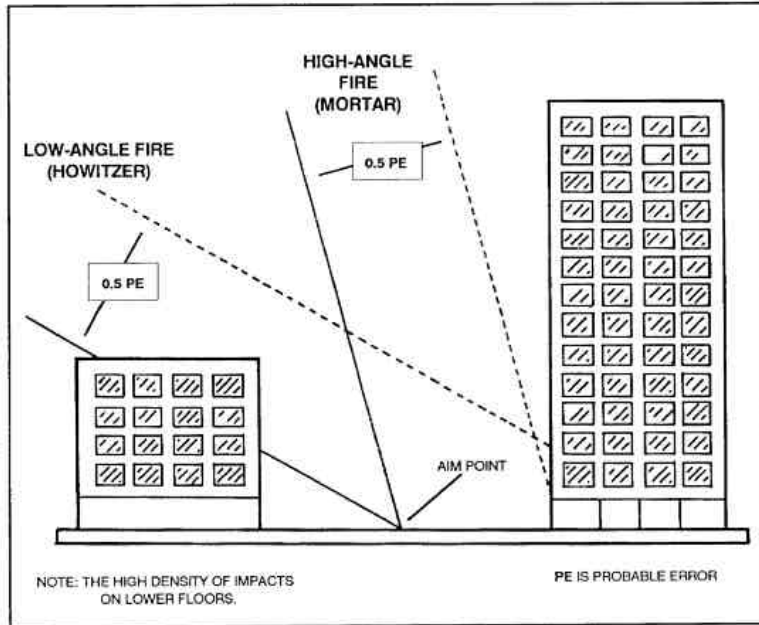 HIGH-ANGLE
FIRE
(MORTAR)
0.5 PE
LOW-ANGLE FIRE
(HOWITZER)
0.5 PE
AIM POINT
NOTE: THE HIGH DENSITY OF IMPACTS
ON LOWER FLOORS.
PE IS PROBABLE ERROR